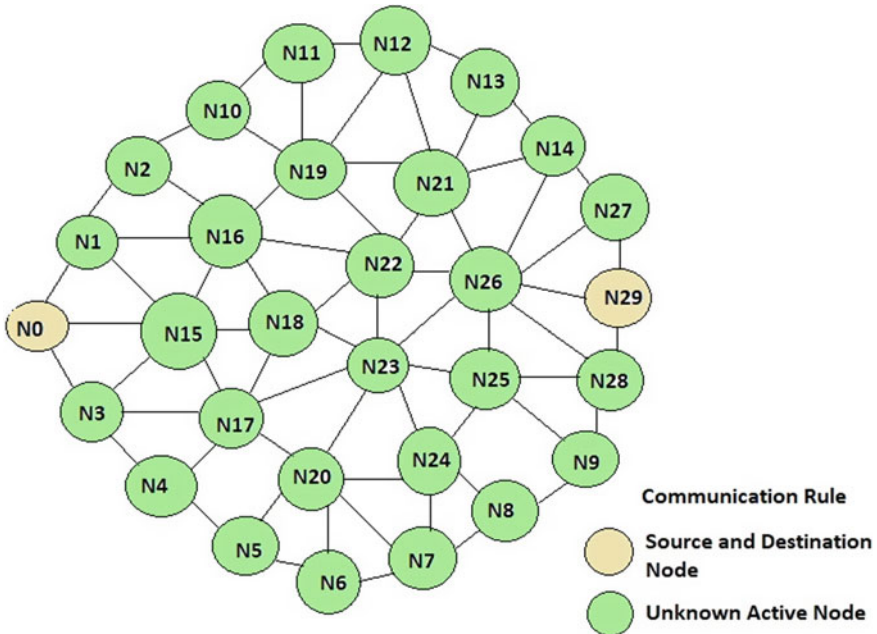 N12
N11
N13
N10
N14
N2
N19
N21
N27
N16
N1
N22
N26
N29
N0
N15
N18
N23
N25
N28
N3
N17
N24
N9
N20
N4
N8
Communication Rule
N5
N7
Source and Destination
Node
N6
Unknown Active Node